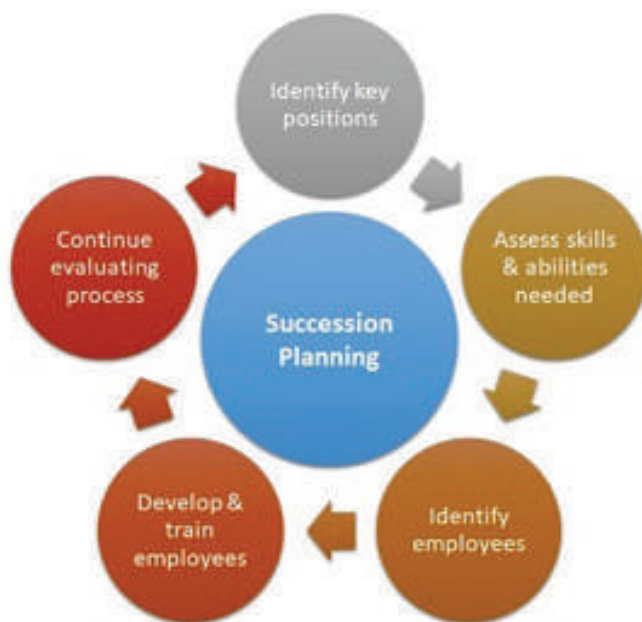 Identify key
positions
Assess skills
& abilities
needed
Identify
employees
Develop &
train
employees
Continue
evaluating
process
Succession
Planning